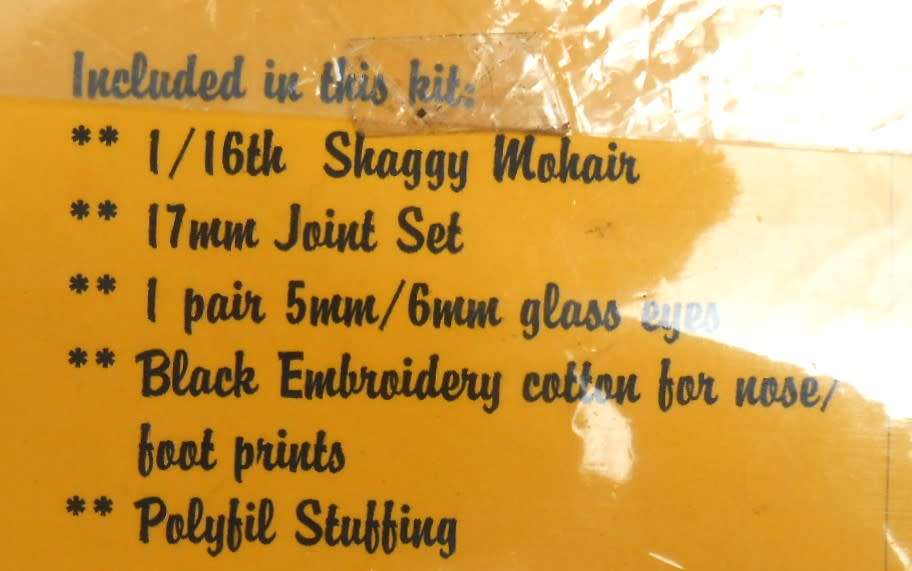 Included in this kit:
** 1/16th Shaggy Mohair
** 17mm Joint Set
** 1 pair 5mm/6mm glass eyes
** Black Embroidery cotton for nose/
foot prints
** Polyfil Stuffing